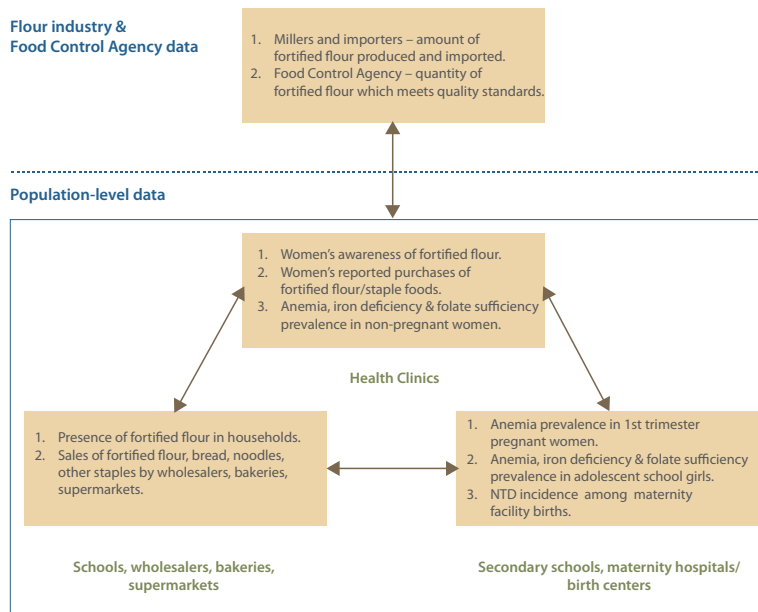 Flour industry &
Food Control Agency data
1. Millers and importers – amount of
fortified flour produced and imported.
2. Food Control Agency – quantity of
fortified flour which meets quality standards.
Population-level data
1. Women's awareness of fortified flour.
2. Women's reported purchases of
fortified flour/staple foods.
3. Anemia, iron deficiency & folate sufficiency
prevalence in non-pregnant women.
Health Clinics
1. Presence of fortified flour in households.
2. Sales of fortified flour, bread, noodles,
other staples by wholesalers, bakeries,
supermarkets.
1. Anemia prevalence in 1st trimester
pregnant women.
2. Anemia, iron deficiency & folate sufficiency
prevalence in adolescent school girls.
3. NTD incidence among maternity
facility births.
Schools, wholesalers, bakeries,
supermarkets
Secondary schools, maternity hospitals/
birth centers